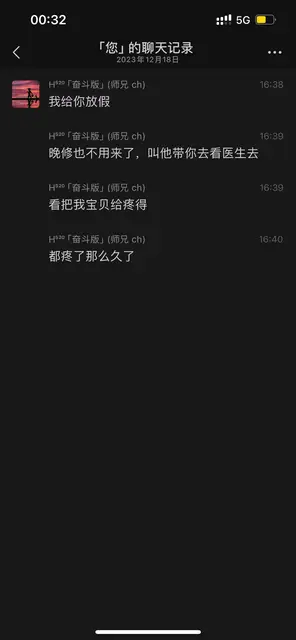 00:32
5G
「您」的聊天记录
2023年12月18日
H⁵²⁰「奋斗版」(师兄 ch)
16:38
我给你放假
H⁵²⁰「奋斗版」(师兄 ch)
16:39
晚修也不用来了，叫他带你去看医生去
H⁵²⁰「奋斗版」(师兄 ch)
16:39
看把我宝贝给疼得
H⁵²⁰「奋斗版」(师兄 ch)
16:40
都疼了那么久了